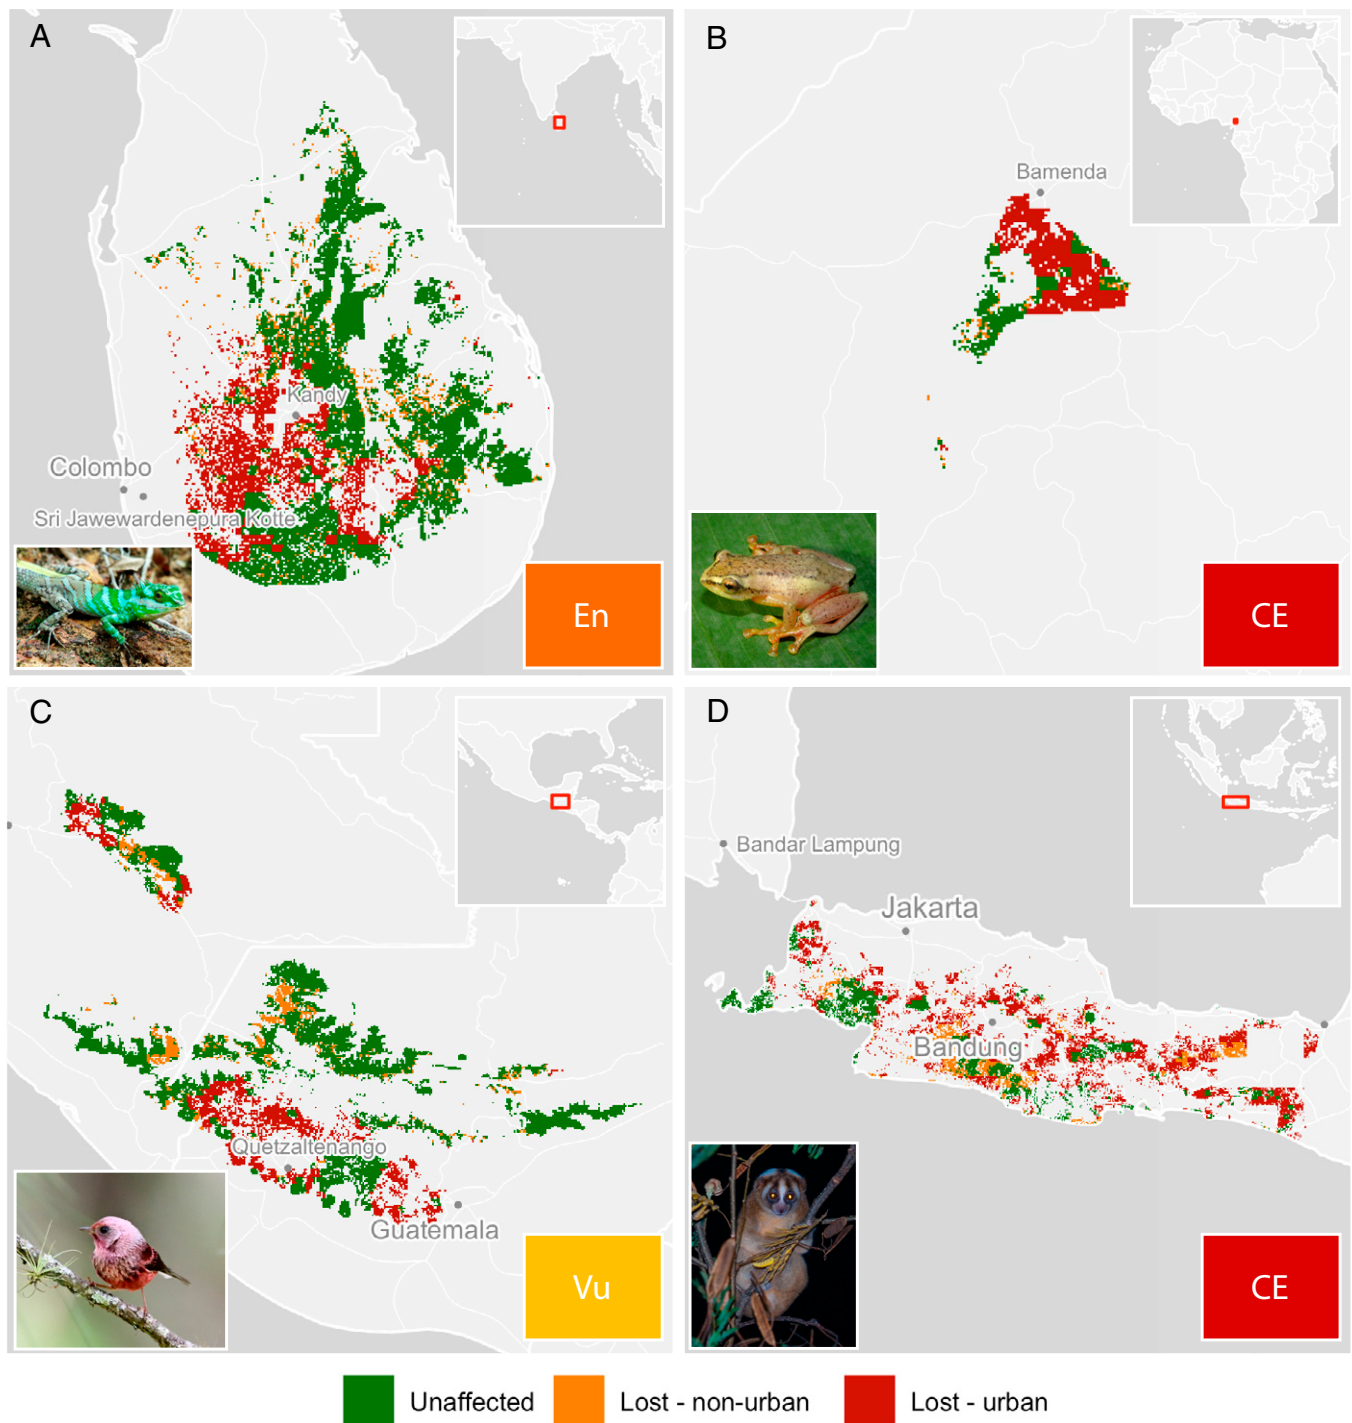 A
Kandy
Colombo
Sri Jawewardenepura Kotte
En
B
Bamenda
CE
C
Quetzaltenango
Guatemala
Vu
D
Bandar Lampung
Jakarta
Bandung
CE
Unaffected
Lost - non-urban
Lost - urban